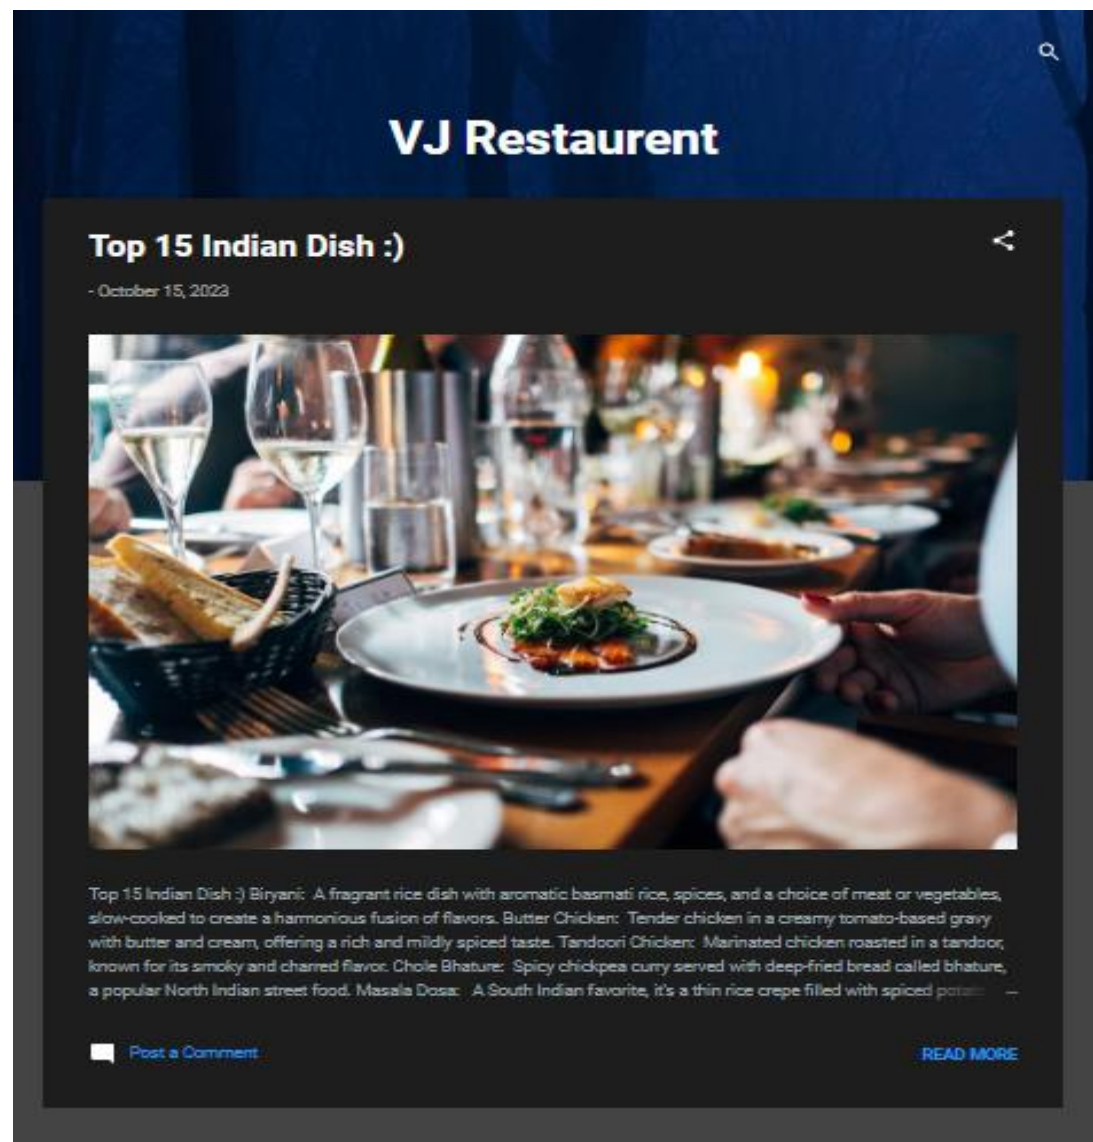 VJ Restaurent
Top 15 Indian Dish :)
- October 15, 2023
Top 15 Indian Dish :) Biryani: A fragrant rice dish with aromatic basmati rice, spices, and a choice of meat or vegetables,
slow-cooked to create a harmonious fusion of flavors. Butter Chicken: Tender chicken in a creamy tomato-based gravy
with butter and cream, offering a rich and mildly spiced taste. Tandoori Chicken: Marinated chicken roasted in a tandoor,
known for its smoky and charred flavor. Chole Bhature: Spicy chickpea curry served with deep-fried bread called bhature,
a popular North Indian street food. Masala Dosa: A South Indian favorite, it's a thin rice crepe filled with spiced ...
Post a Comment
READ MORE